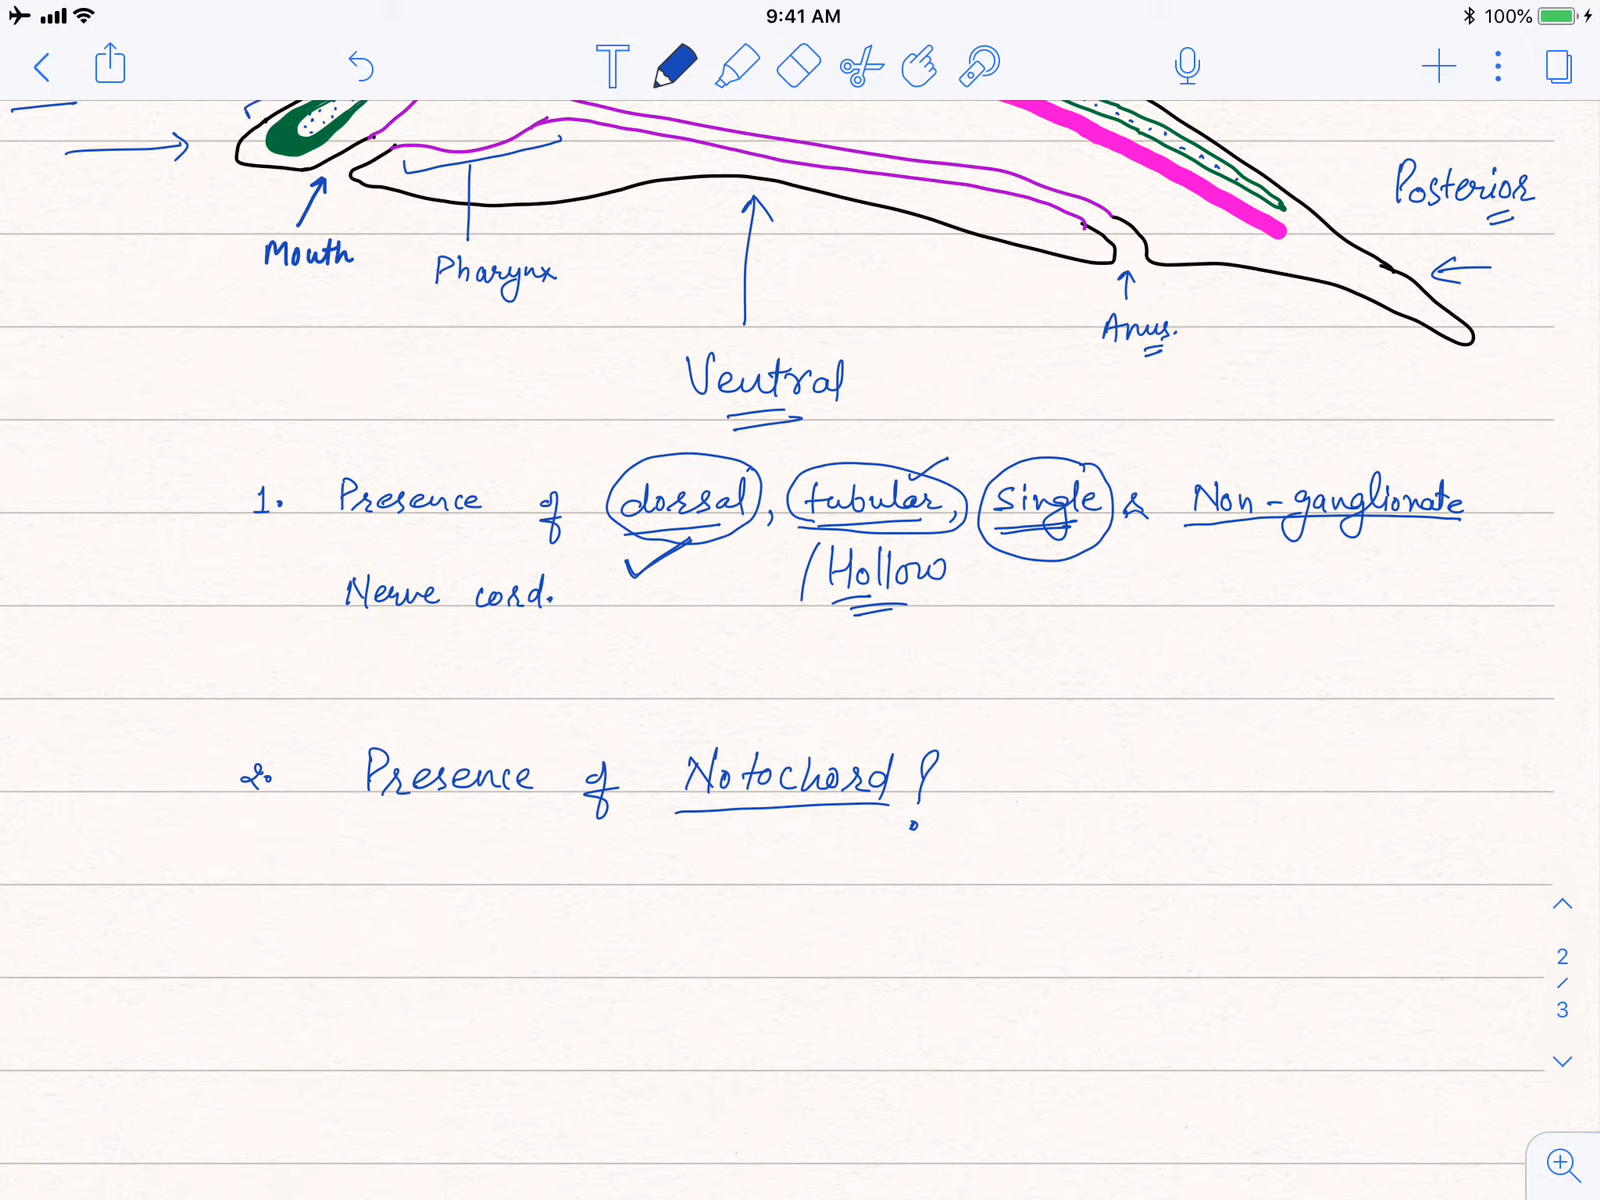 9:41 AM
100%
T
Posterior
Mouth
Pharynx
Anus.
Ventral
1. Presence of dorsal, tubular, single & Non-ganglionate
/Hollow
Nerve cord.
2. Presence of Notochord?
2
/
3